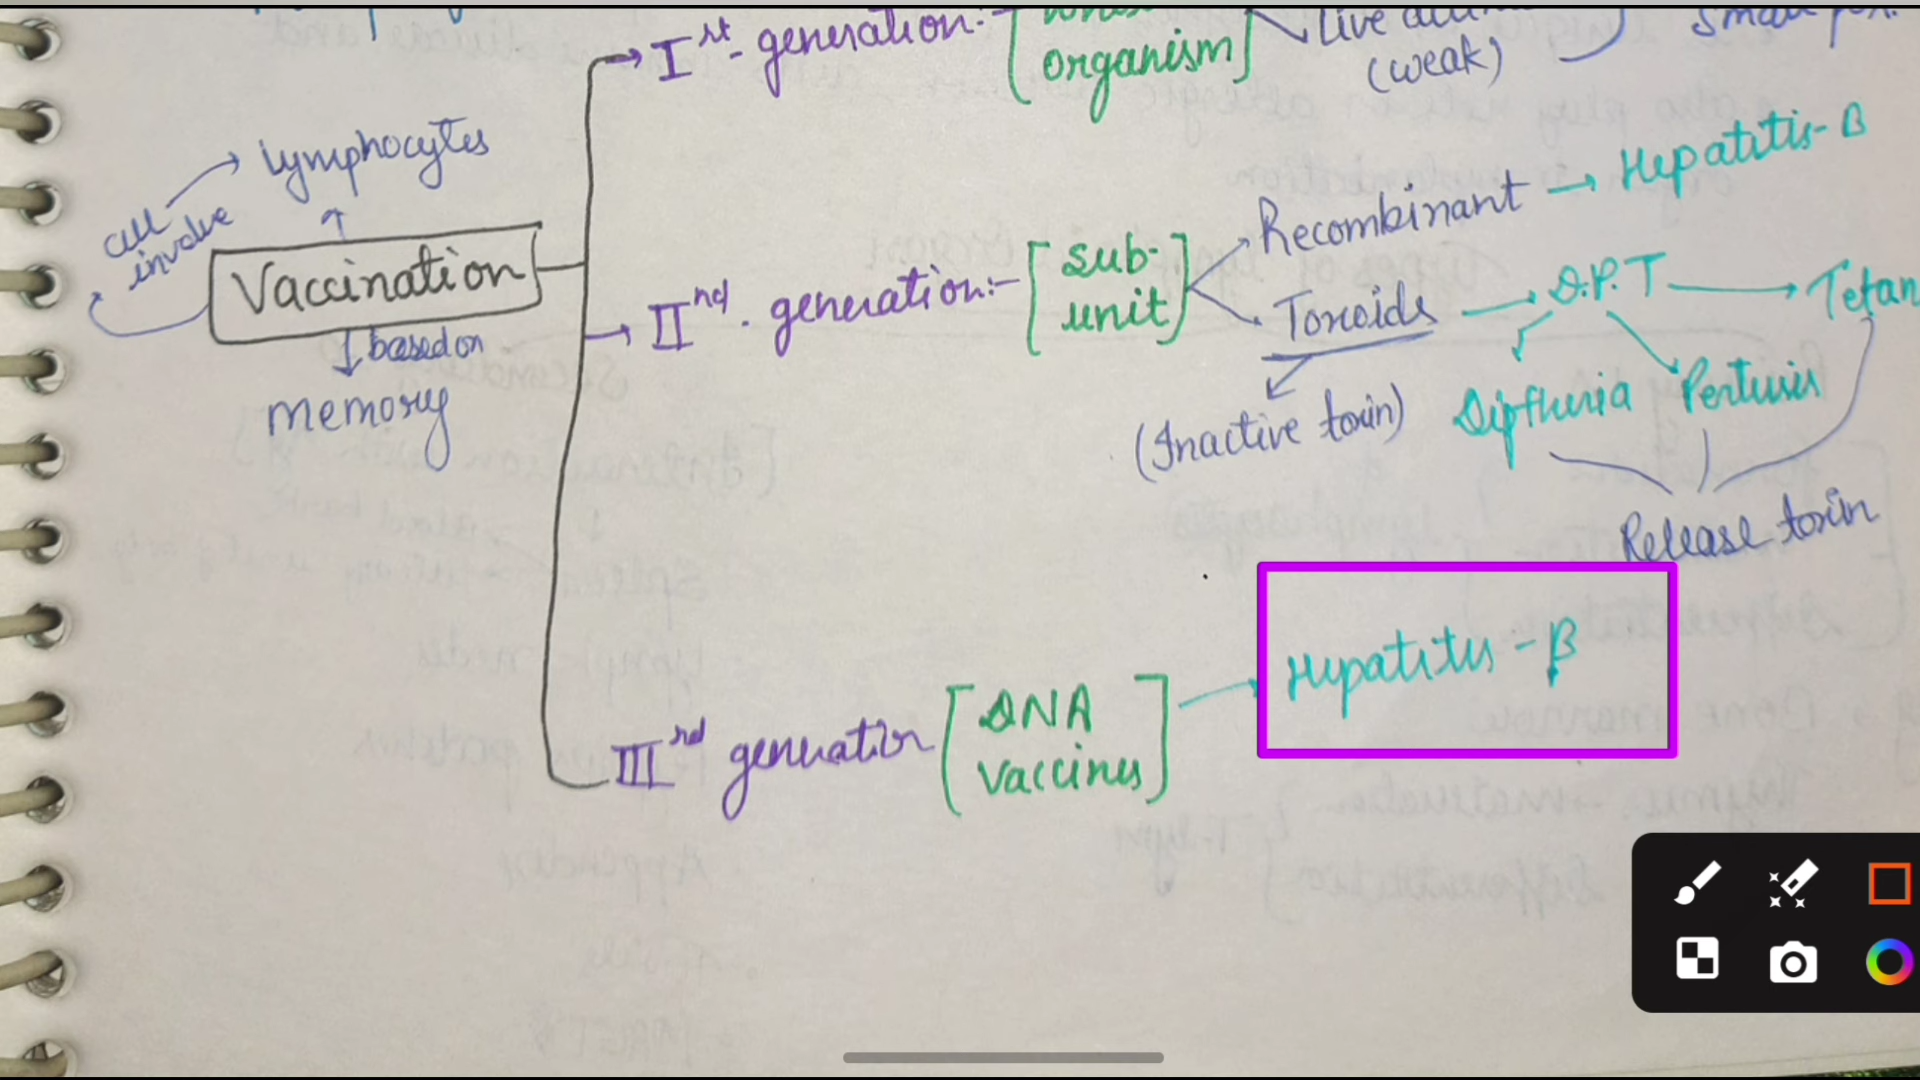 Ist - generation:-
organism
(weak)
Lymphocytes
cell involve
Vaccination
based on
Memory
IInd. generation:-
sub-
unit
Recombinant → Hepatitis-B
Toxoids → D.P.T → Tetan
(Inactive toxin)
Diptheria
Pertusis
Release toxin
IIIrd generation
DNA
Vaccines
Hepatitis - B